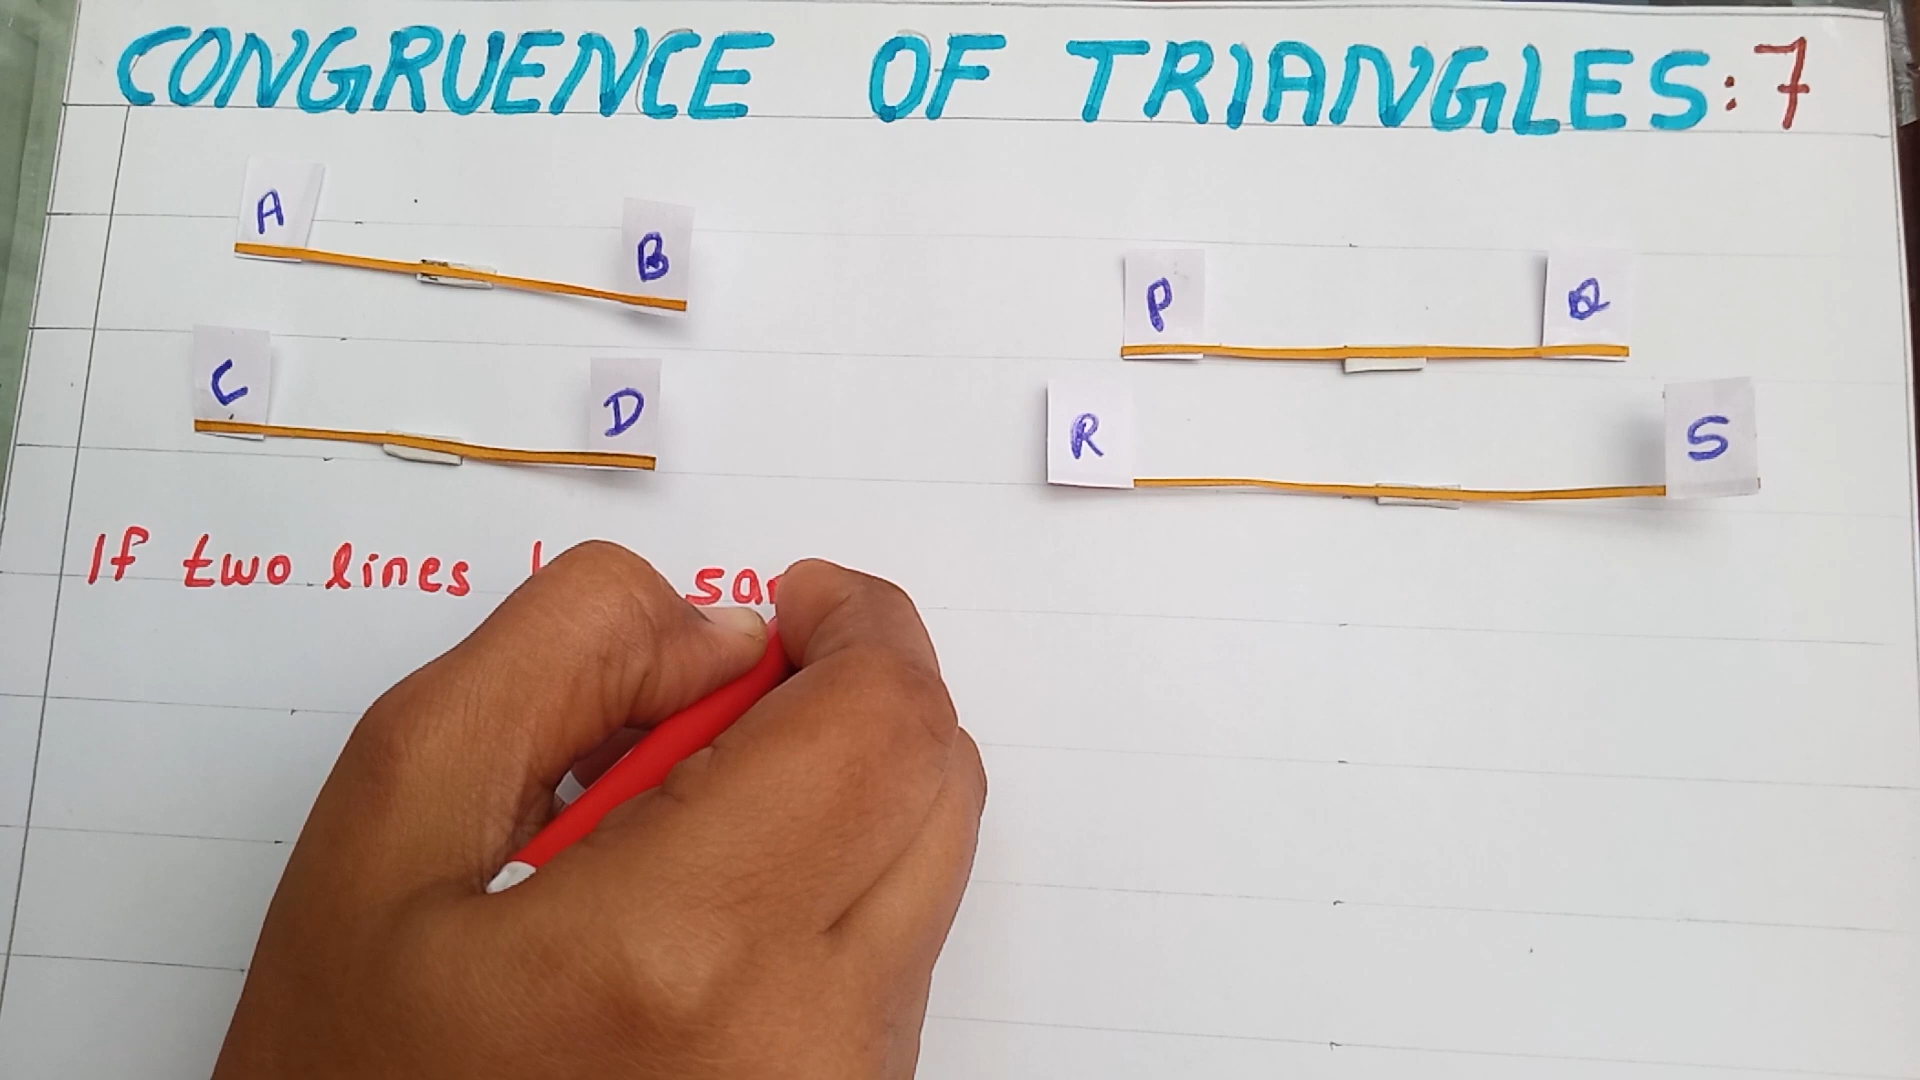 CONGRUENCE OF TRIANGLES: 7
A B
P Q
C D
R S
If two lines